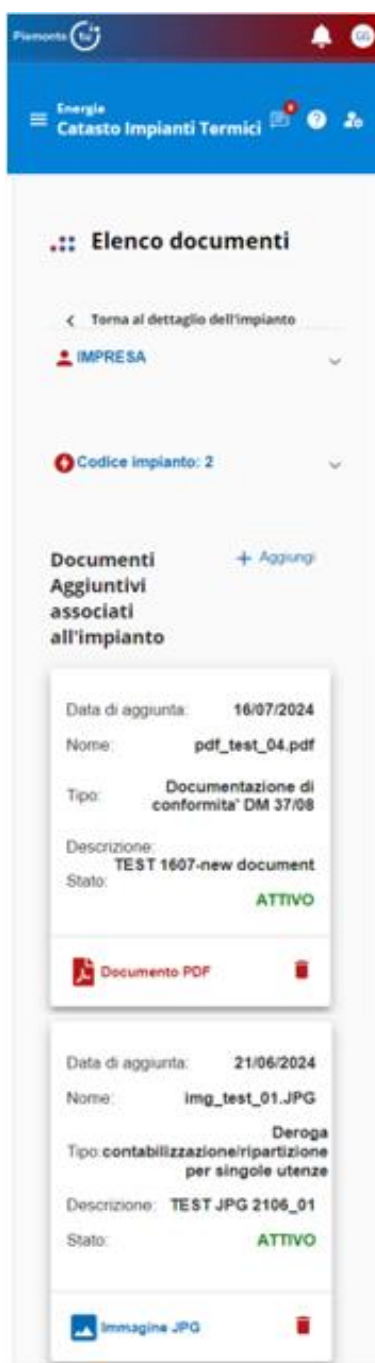 Piemonte tu
GG
Energie
Catasto Impianti Termici
Elenco documenti
Torna al dettaglio dell'impianto
IMPRESA
Codice impianto: 2
Documenti
Aggiuntivi
associati
all'impianto
+ Aggiungi
Data di aggiunta: 16/07/2024
Nome: pdf_test_04.pdf
Tipo: Documentazione di
conformita' DM 37/08
Descrizione:
TEST 1607-new document
Stato:
ATTIVO
Documento PDF
Data di aggiunta: 21/06/2024
Nome: img_test_01.JPG
Deroga
Tipo: contabilizzazione/ripartizione
per singole utenze
Descrizione: TEST JPG 2106_01
Stato: ATTIVO
Immagine JPG